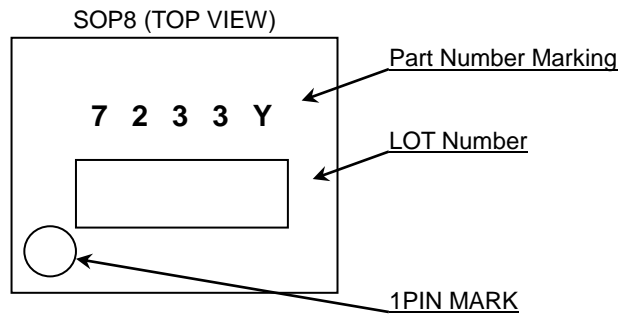 SOP8 (TOP VIEW)
Part Number Marking
7 2 3 3 Y
LOT Number
1PIN MARK